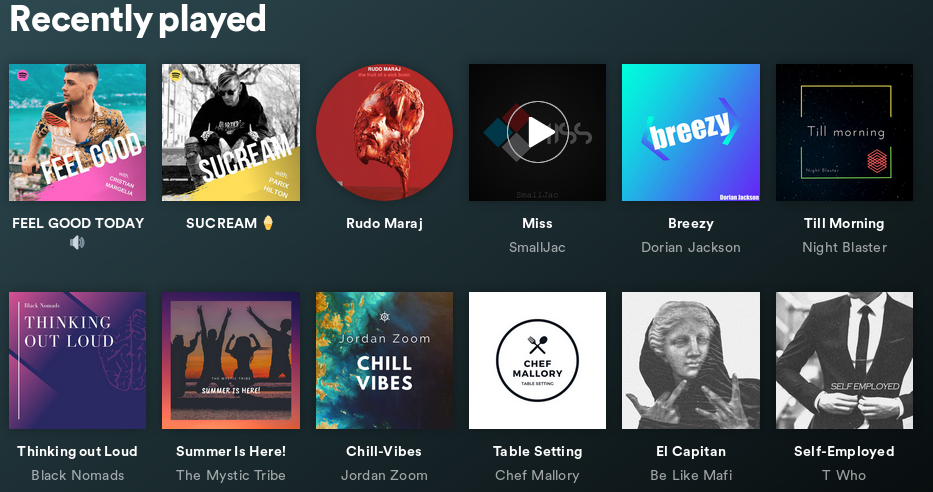 Recently played
FEEL GOOD
with
CRISTIAN
MARGELIA
SUCREAM
with
PARIX
HILTON
RUDO MARAJ
the fruit of a sick brain
MISS
SmallJac
breezy
Dorian Jackson
Till morning
Night Blaster
FEEL GOOD TODAY
🔊
SUCREAM 🍦
Rudo Maraj
Miss
SmallJac
Breezy
Dorian Jackson
Till Morning
Night Blaster
Black Nomads
THINKING
OUT LOUD
THE MYSTIC TRIBE
SUMMER IS HERE!
Jordan Zoom
CHILL
VIBES
CHEF
MALLORY
TABLE SETTING
SELF EMPLOYED
Thinking out Loud
Black Nomads
Summer Is Here!
The Mystic Tribe
Chill-Vibes
Jordan Zoom
Table Setting
Chef Mallory
El Capitan
Be Like Mafi
Self-Employed
T Who